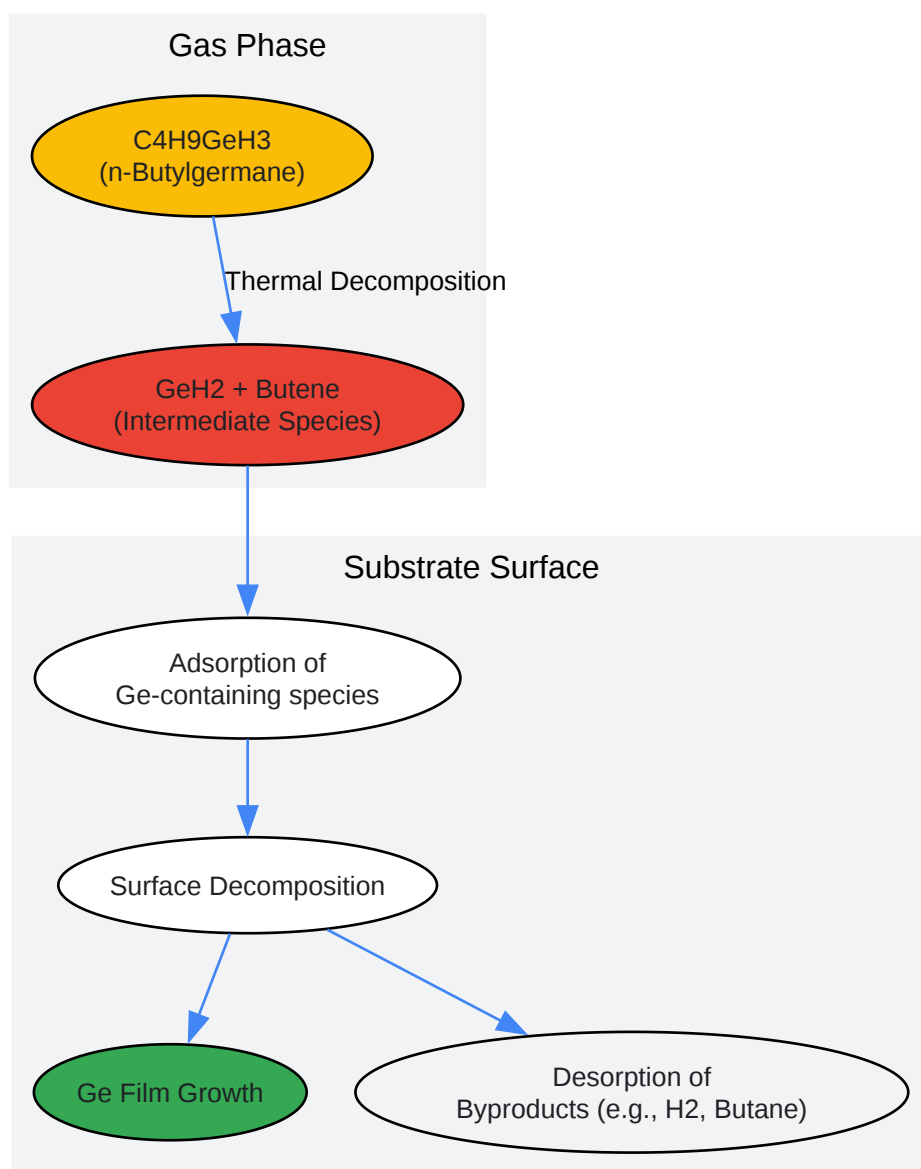 Gas Phase
C4H9GeH3
(n-Butylgermane)
Thermal Decomposition
GeH2 + Butene
(Intermediate Species)
Substrate Surface
Adsorption of
Ge-containing species
Surface Decomposition
Ge Film Growth
Desorption of
Byproducts (e.g., H2, Butane)